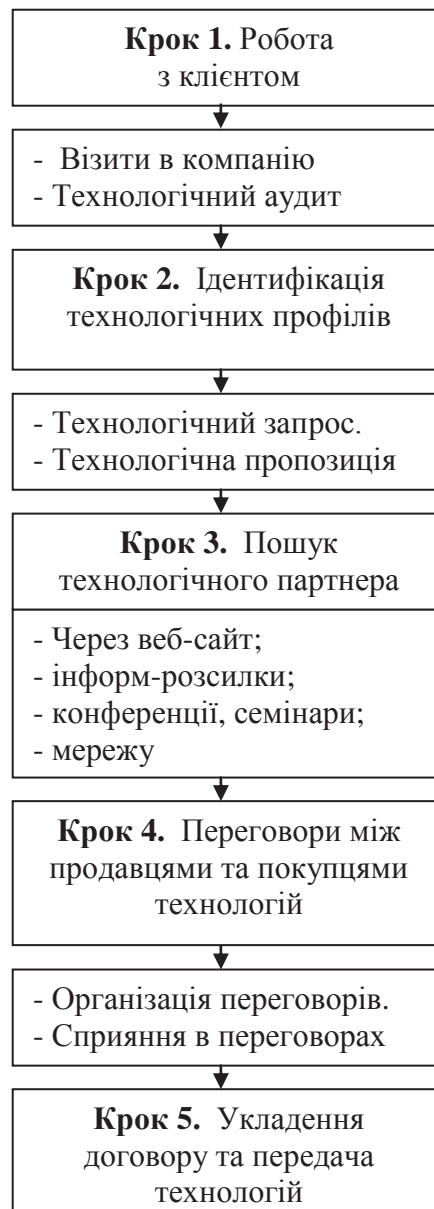 Крок 1. Робота
з клієнтом
- Візити в компанію
- Технологічний аудит
Крок 2. Ідентифікація
технологічних профілів
- Технологічний запрос.
- Технологічна пропозиція
Крок 3. Пошук
технологічного партнера
- Через веб-сайт;
- інформ-розсилки;
- конференції, семінари;
- мережу
Крок 4. Переговори між
продавцями та покупцями
технологій
- Організація переговорів.
- Сприяння в переговорах
Крок 5. Укладення
договору та передача
технологій